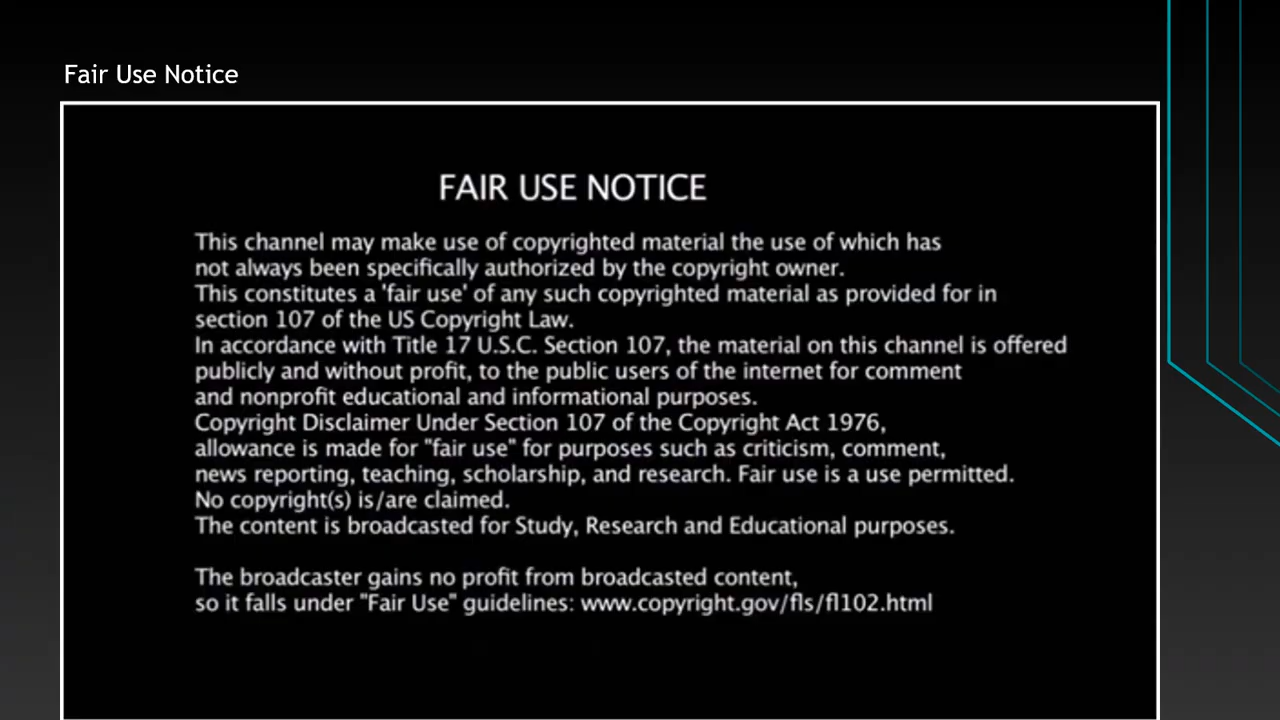 Fair Use Notice
FAIR USE NOTICE
This channel may make use of copyrighted material the use of which has
not always been specifically authorized by the copyright owner.
This constitutes a 'fair use' of any such copyrighted material as provided for in
section 107 of the US Copyright Law.
In accordance with Title 17 U.S.C. Section 107, the material on this channel is offered
publicly and without profit, to the public users of the internet for comment
and nonprofit educational and informational purposes.
Copyright Disclaimer Under Section 107 of the Copyright Act 1976,
allowance is made for "fair use" for purposes such as criticism, comment,
news reporting, teaching, scholarship, and research. Fair use is a use permitted.
No copyright(s) is/are claimed.
The content is broadcasted for Study, Research and Educational purposes.
The broadcaster gains no profit from broadcasted content,
so it falls under "Fair Use" guidelines: www.copyright.gov/fls/fl102.html